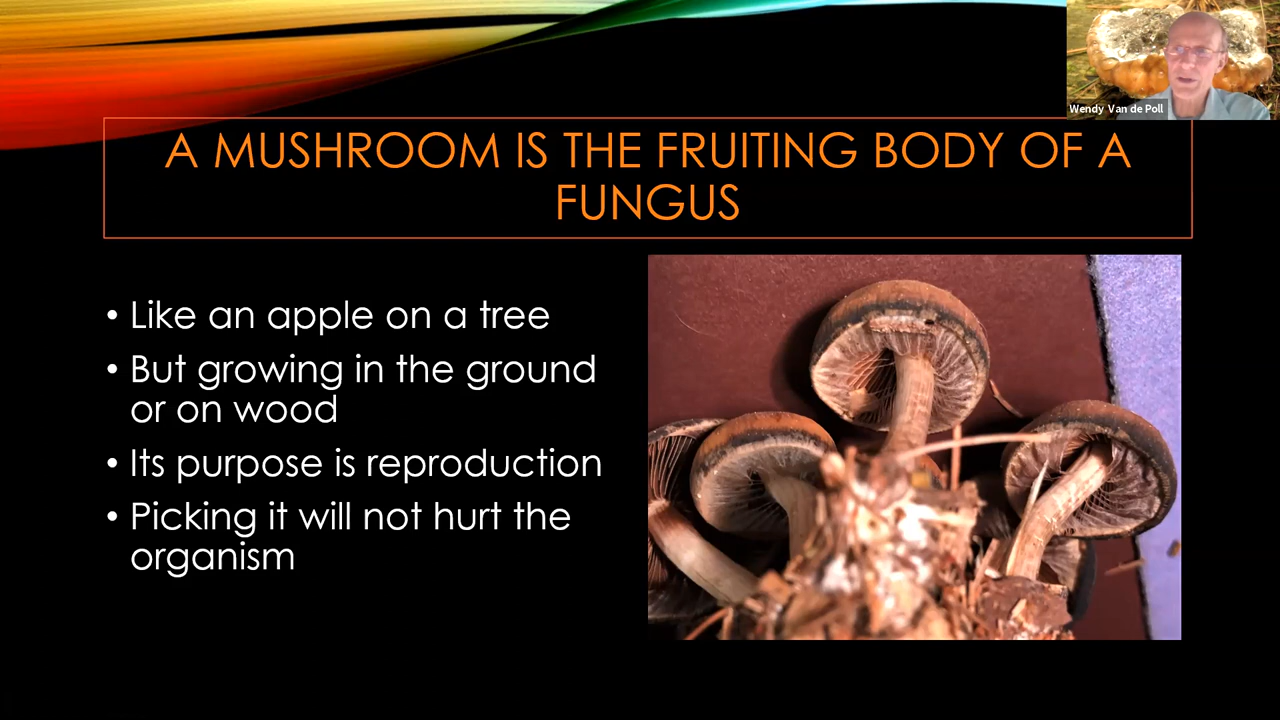 Wendy Van de Poll
A MUSHROOM IS THE FRUITING BODY OF A
FUNGUS
• Like an apple on a tree
• But growing in the ground
or on wood
• Its purpose is reproduction
• Picking it will not hurt the
organism